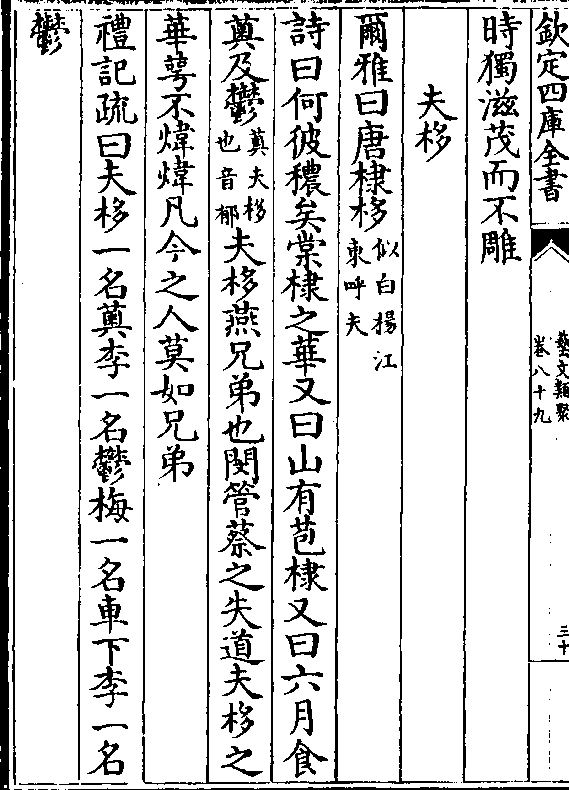 欽定四庫全書
藝文類聚
卷八十九
三十
時獨滋茂而不雕
夫栘
爾雅曰唐棣栘似白楊江東呼夫
詩曰何彼穠矣棠棣之華又曰山有苞棣又曰六月食
薁及鬱薁夫栘也音郁夫栘燕兄弟也閔管蔡之失道夫栘之
華萼不煒煒凡今之人莫如兄弟
禮記疏曰夫栘一名薁李一名鬱梅一名車下李一名
鬱